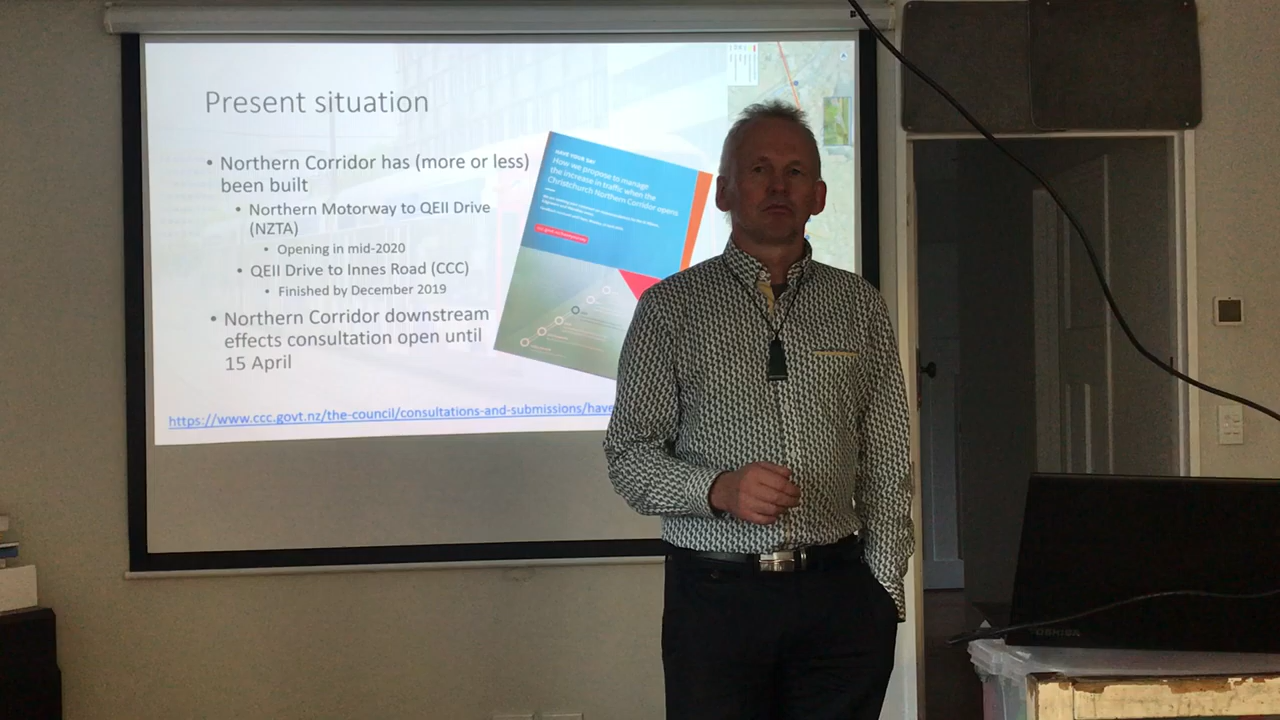 Present situation
• Northern Corridor has (more or less)
been built
• Northern Motorway to QEII Drive
(NZTA)
• Opening in mid-2020
• QEII Drive to Innes Road (CCC)
• Finished by December 2019
• Northern Corridor downstream
effects consultation open until
15 April
https://www.ccc.govt.nz/the-council/consultations-and-submissions/have
HAVE YOUR SAY
How we propose to manage
the increase in traffic when the
Christchurch Northern Corridor opens
TOSHIBA